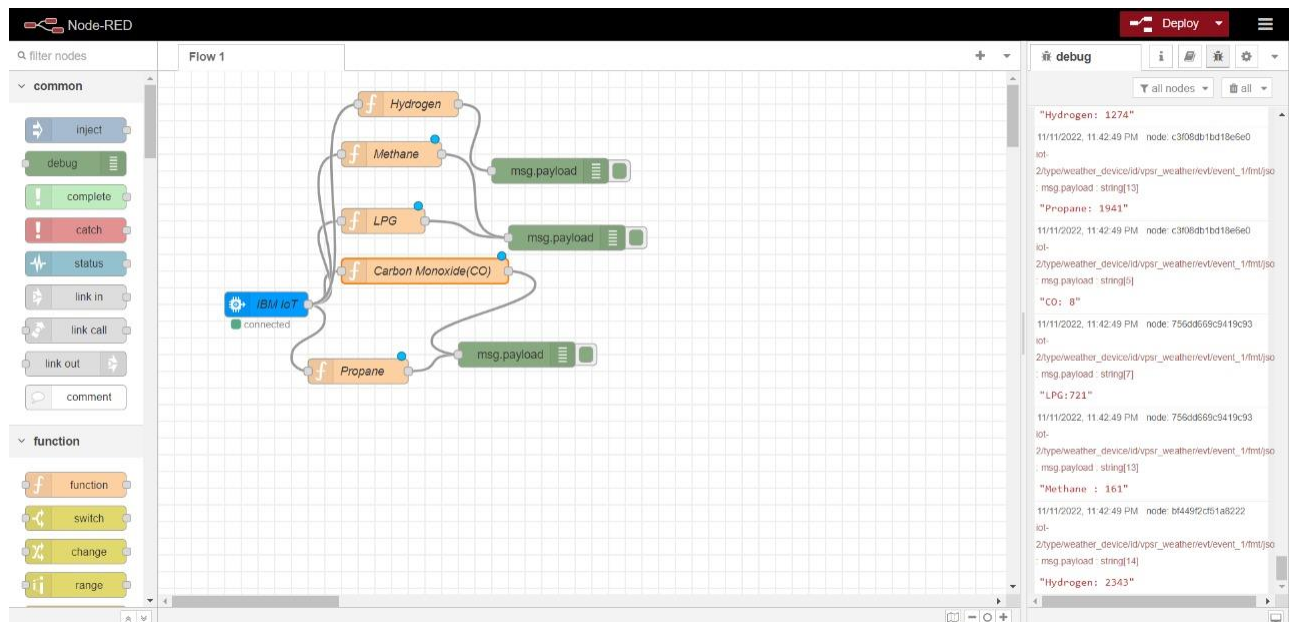 Node-RED
Deploy
filter nodes
Flow 1
debug
i
common
all nodes
all
inject
debug
complete
catch
status
link in
link call
link out
comment
function
function
switch
change
range
Hydrogen
Methane
msg.payload
LPG
msg.payload
Carbon Monoxide(CO)
IBM IoT
connected
msg.payload
Propane
"Hydrogen: 1274"
11/11/2022, 11:42:49 PM node: c3f08db1bd18e6e0
iot-
2/type/weather_device/id/vpsr_weather/evt/event_1/fmt/jso
: msg.payload : string[13]
"Propane: 1941"
11/11/2022, 11:42:49 PM node: c3f08db1bd18e6e0
iot-
2/type/weather_device/id/vpsr_weather/evt/event_1/fmt/jso
: msg.payload : string[5]
"CO: 8"
11/11/2022, 11:42:49 PM node: 756dd669c9419c93
iot-
2/type/weather_device/id/vpsr_weather/evt/event_1/fmt/jso
: msg.payload : string[7]
"LPG:721"
11/11/2022, 11:42:49 PM node: 756dd669c9419c93
iot-
2/type/weather_device/id/vpsr_weather/evt/event_1/fmt/jso
: msg.payload : string[13]
"Methane : 161"
11/11/2022, 11:42:49 PM node: bf449f2cf51a8222
iot-
2/type/weather_device/id/vpsr_weather/evt/event_1/fmt/jso
: msg.payload : string[14]
"Hydrogen: 2343"